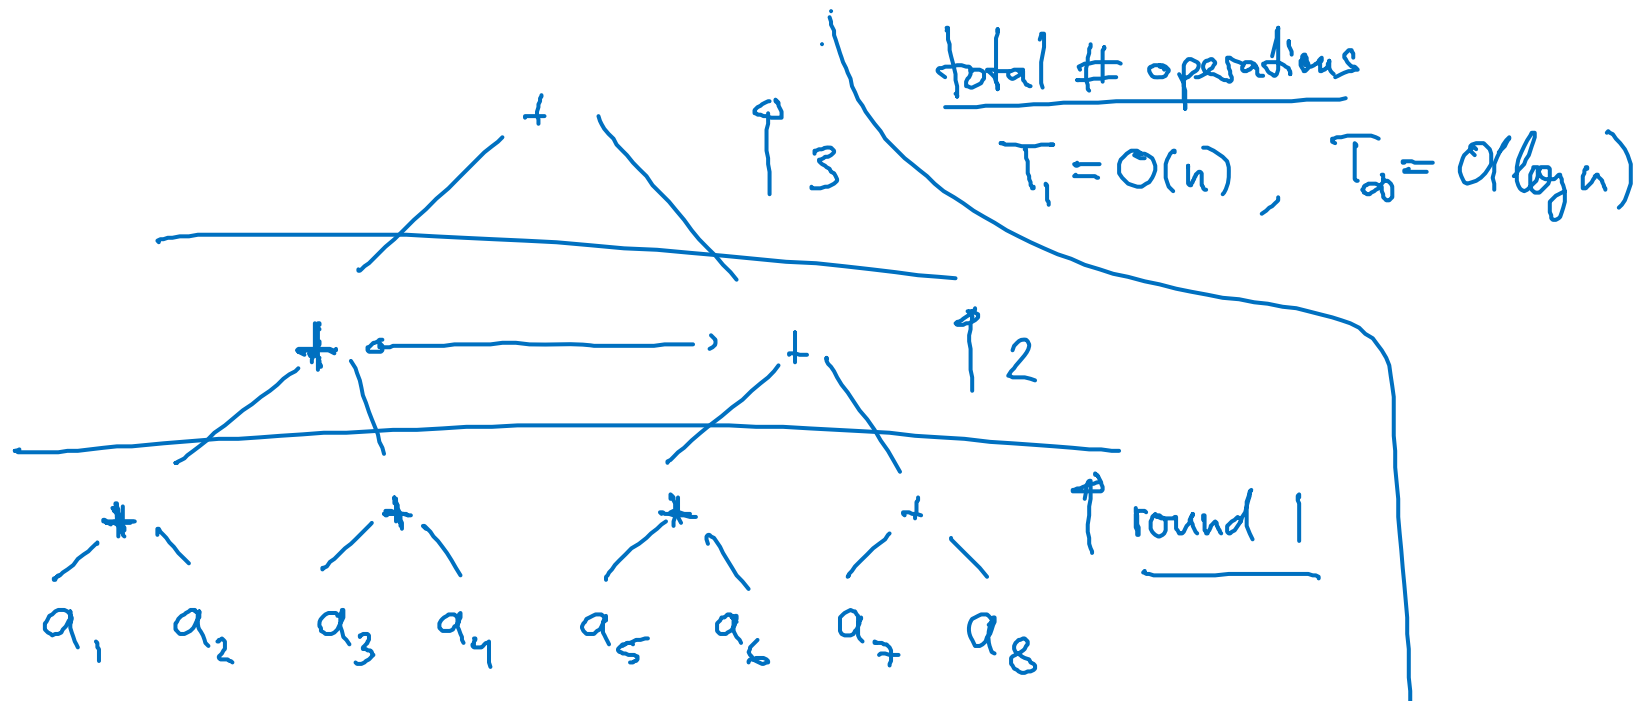 total # operations
T₁ = O(n), T∞ = O(log n)
+ ↑ 3
+ + ↑ 2
+ + + + ↑ round 1
a₁ a₂ a₃ a₄ a₅ a₆ a₇ a₈